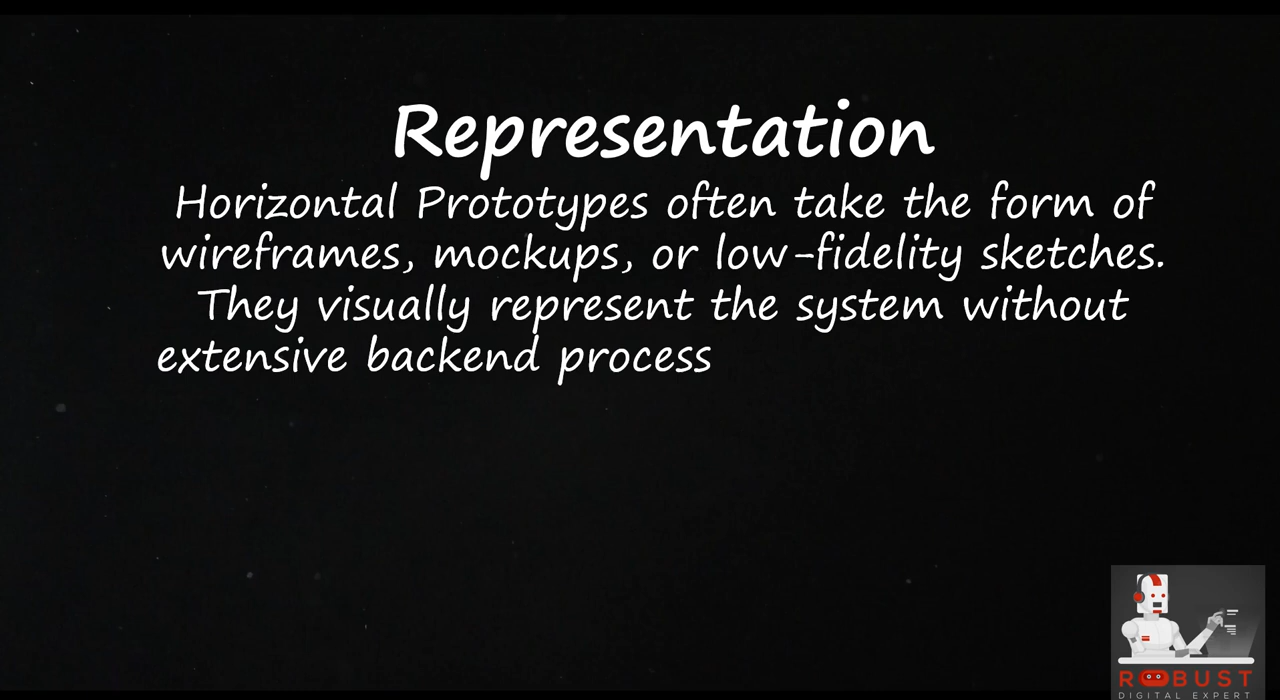 Representation
Horizontal Prototypes often take the form of
wireframes, mockups, or low-fidelity sketches.
They visually represent the system without
extensive backend process
ROBUST
DIGITAL EXPERT